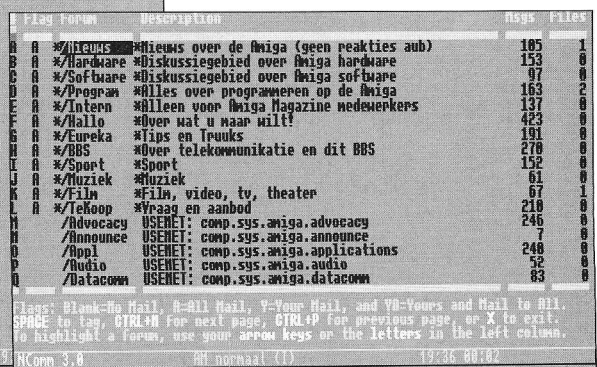 Flag Forum Description Msgs Files
A A */Nieuws *Nieuws over de Amiga (geen reakties aub) 105 1
B A */Hardware *Diskussiegebied over Amiga hardware 153 0
C A */Software *Diskussiegebied over Amiga software 97 0
D A */Program *Alles over programmeren op de Amiga 163 2
E A */Intern *Alleen voor Amiga Magazine medewerkers 137 0
F A */Hallo *Over wat u maar wilt! 423 0
G A */Eureka *Tips en Truuks 191 0
H A */BBS *Over telekommunikatie en dit BBS 270 0
I A */Sport *Sport 152 0
J A */Muziek *Muziek 61 0
K A */Film *Film, video, tv, theater 67 1
L A */TeKoop *Vraag en aanbod 210 0
M /Advocacy USENET: comp.sys.amiga.advocacy 246 0
N /Announce USENET: comp.sys.amiga.announce 7 0
O /Appl USENET: comp.sys.amiga.applications 240 0
P /Audio USENET: comp.sys.amiga.audio 52 0
Q /Datacomm USENET: comp.sys.amiga.datacomm 83 0
Flags: Blank=No Mail, A=All Mail, Y=Your Mail, and YA=Yours and Mail to All.
SPACE to tag, CTRL+N for next page, CTRL+P for previous page, or X to exit.
To highlight a forum, use your arrow keys or the letters in the left column.
NComm 3.0 AM normaal (I) 19:36 00:02